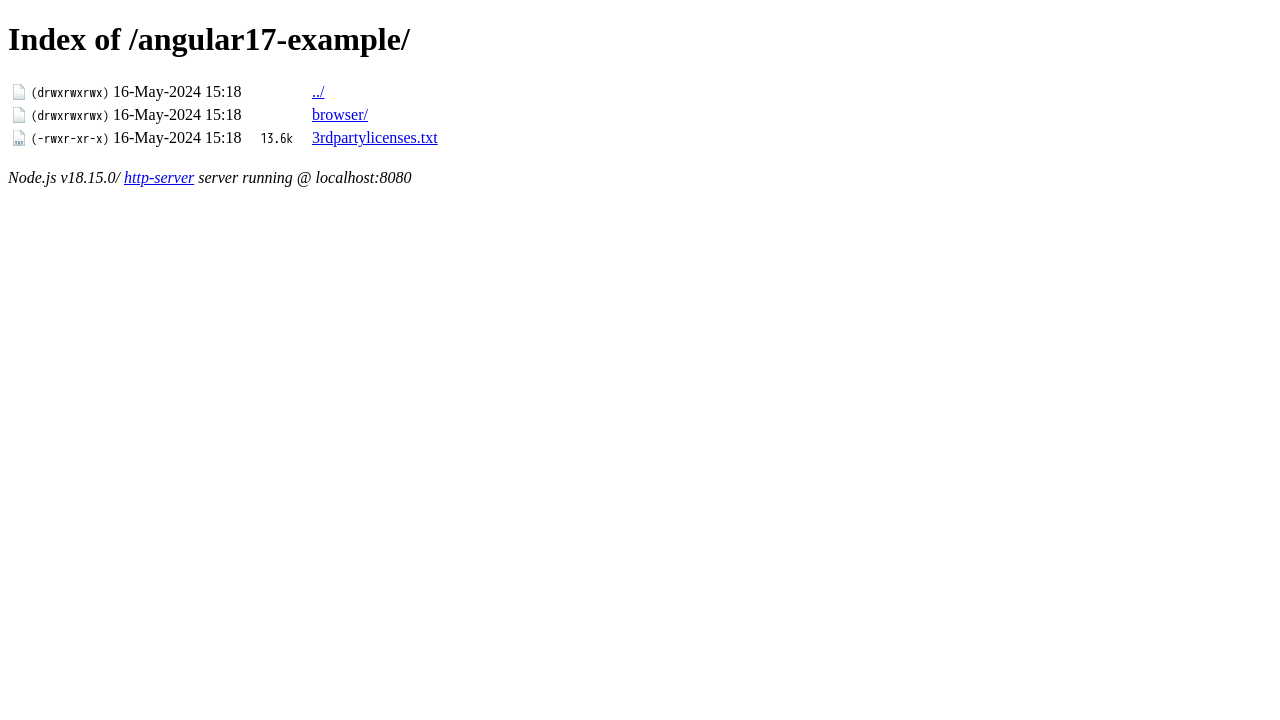 Index of /angular17-example/
(drwxrwxrwx) 16-May-2024 15:18 ../
(drwxrwxrwx) 16-May-2024 15:18 browser/
(-rwxr-xr-x) 16-May-2024 15:18 13.6k 3rdpartylicenses.txt
Node.js v18.15.0/ http-server server running @ localhost:8080